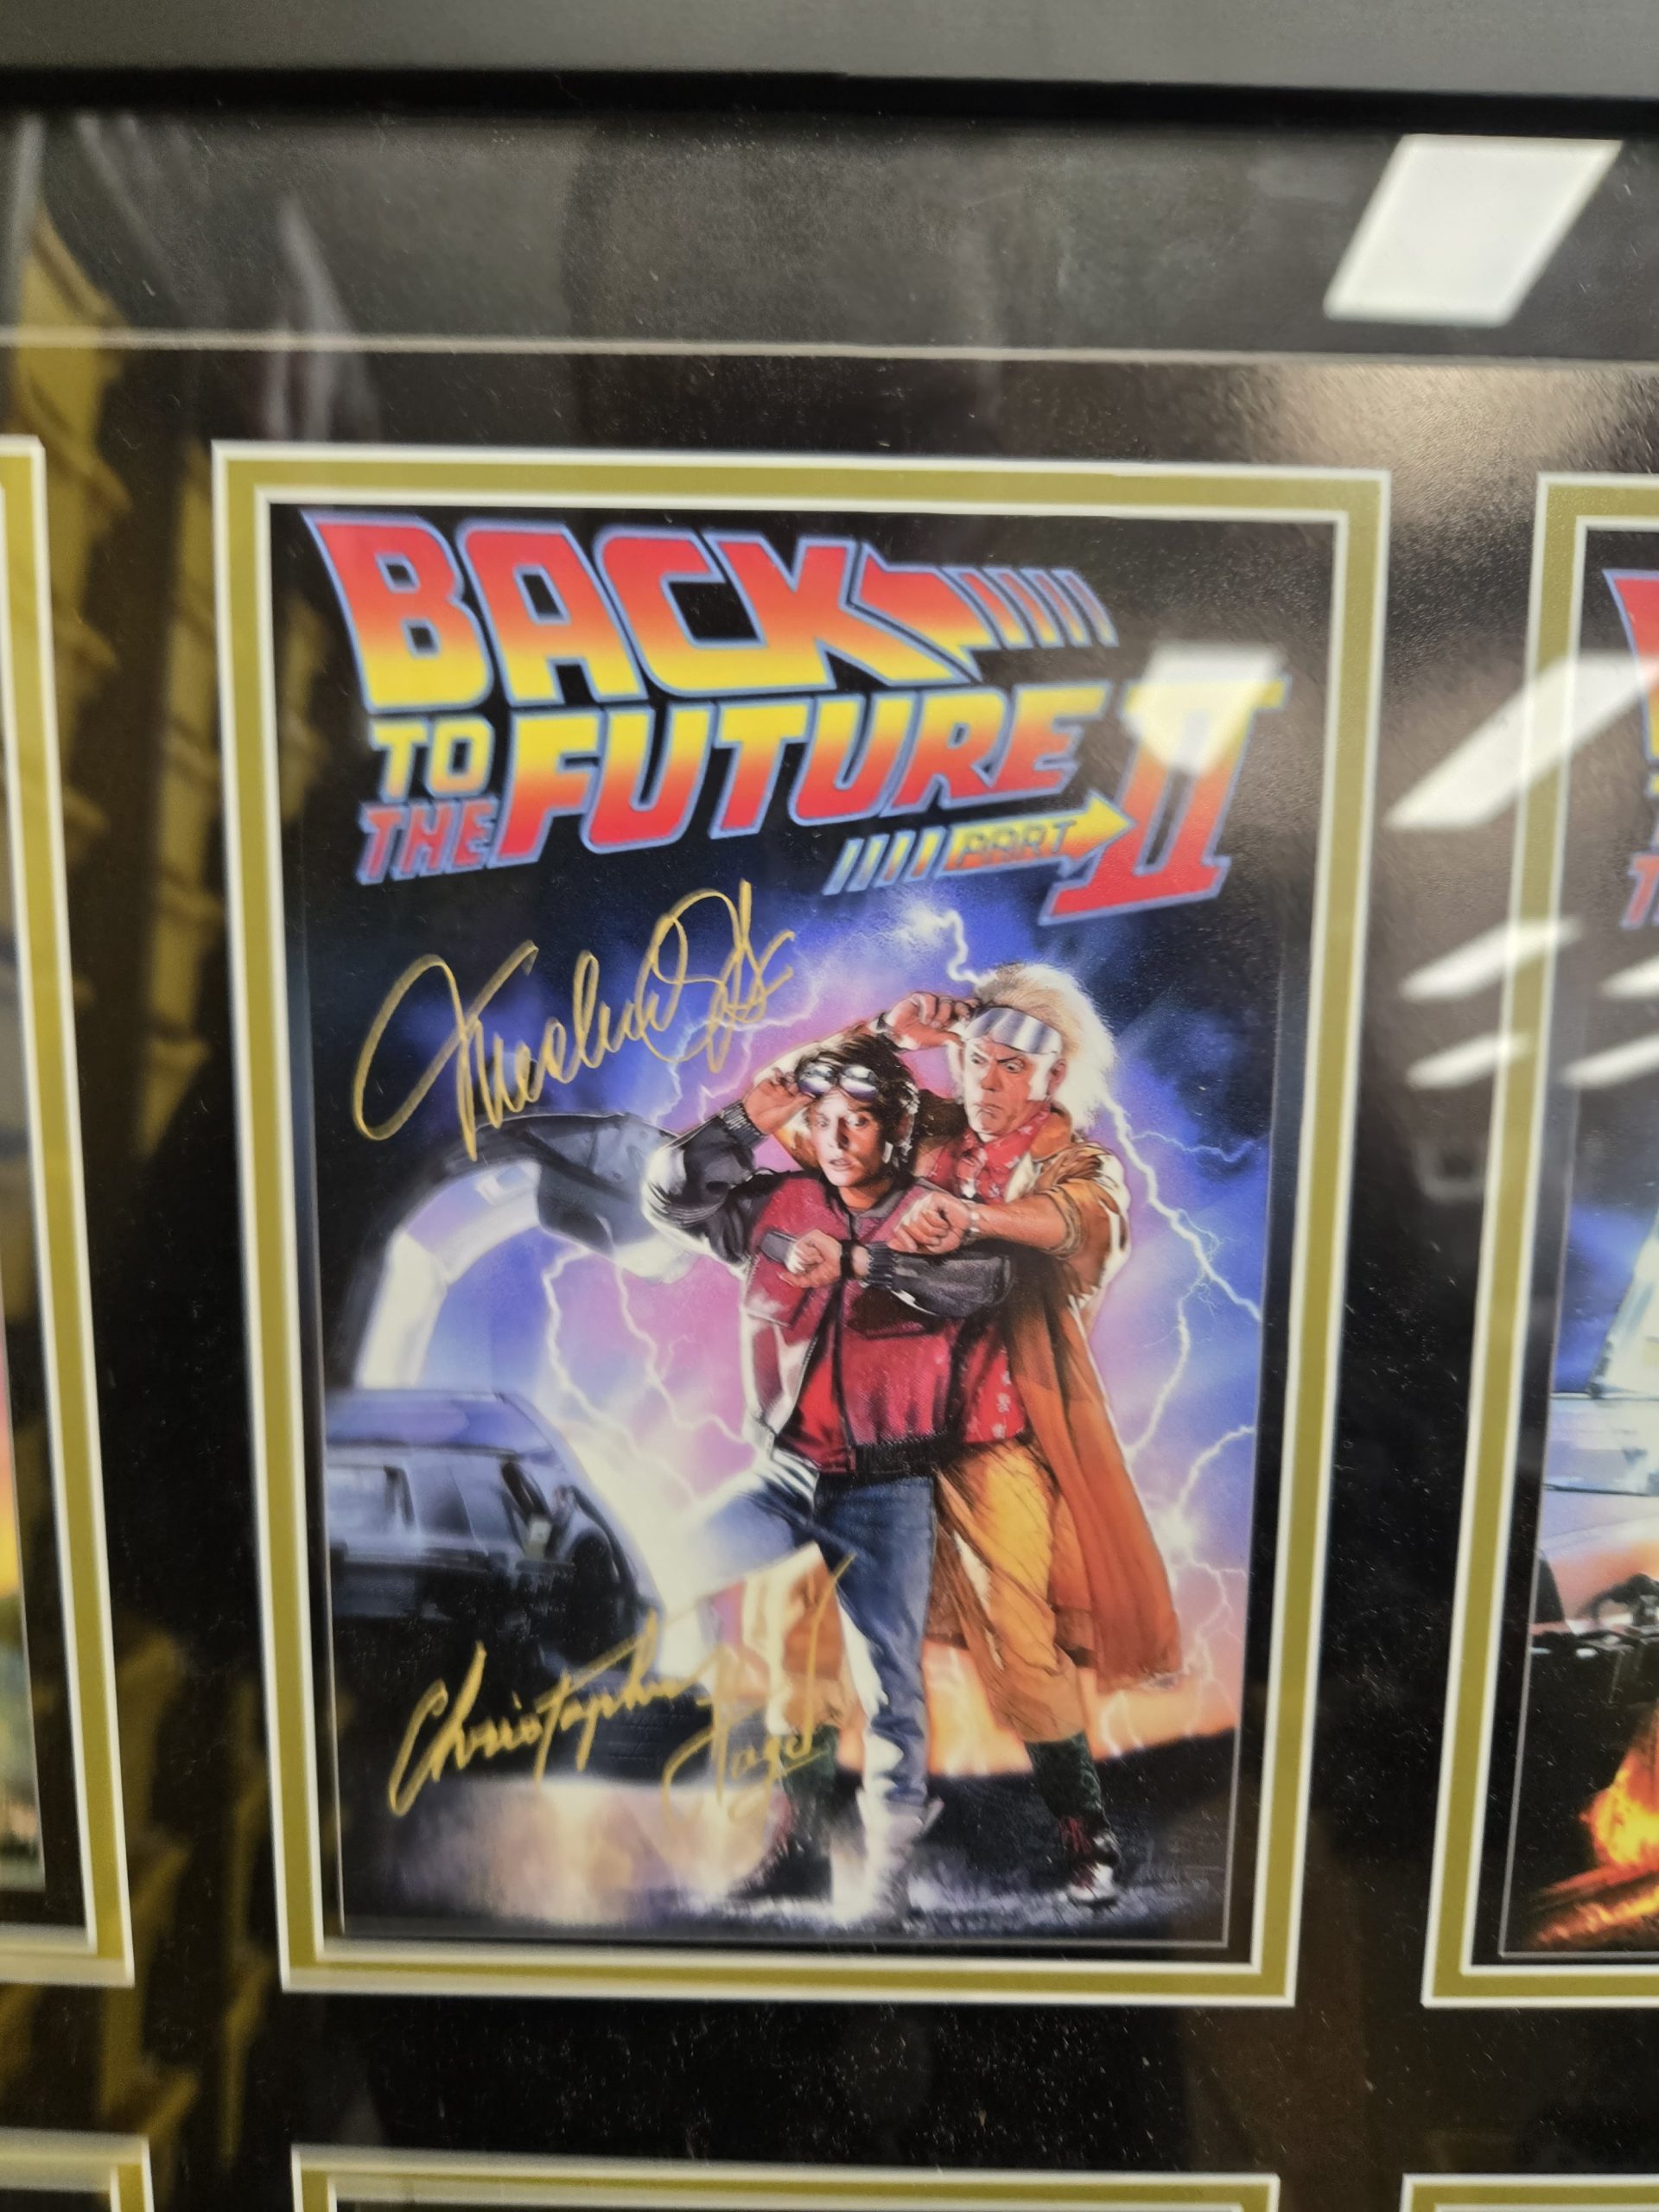 BACK
TO THE FUTURE
PART II
Christopher Lloyd